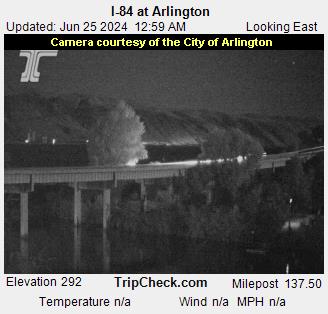 I-84 at Arlington
Updated: Jun 25 2024 12:59 AM Looking East
Camera courtesy of the City of Arlington
Elevation 292 TripCheck.com Milepost 137.50
Temperature n/a Wind n/a MPH n/a